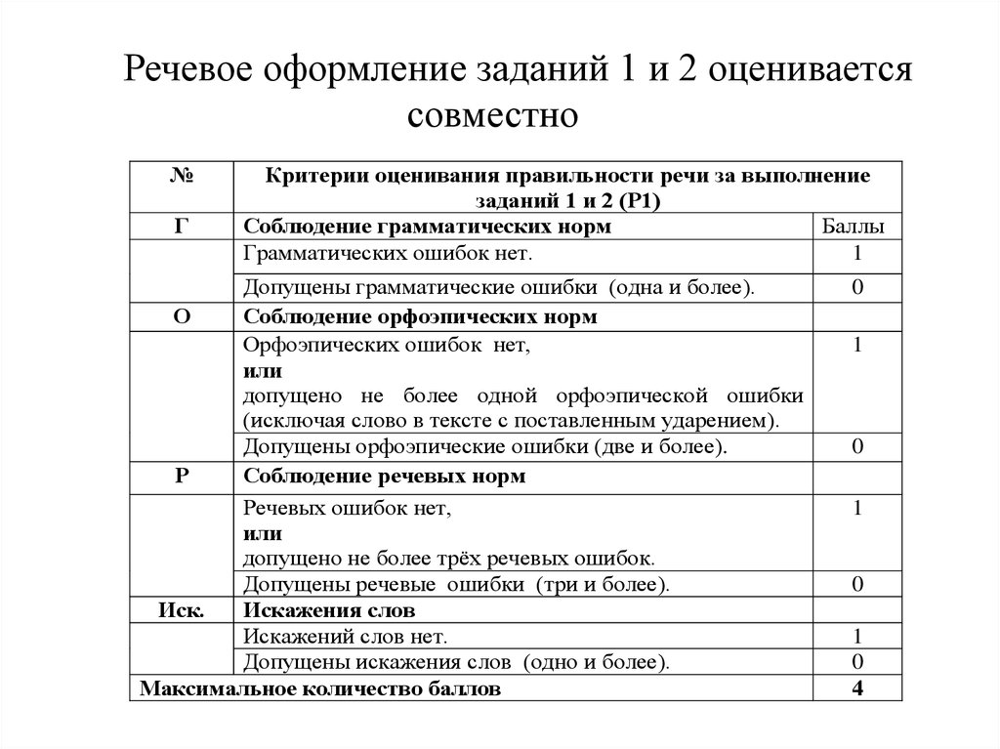 Речевое оформление заданий 1 и 2 оценивается
совместно
№ Критерии оценивания правильности речи за выполнение
заданий 1 и 2 (Р1)
Г Соблюдение грамматических норм Баллы
Грамматических ошибок нет. 1
Допущены грамматические ошибки (одна и более). 0
О Соблюдение орфоэпических норм
Орфоэпических ошибок нет, 1
или
допущено не более одной орфоэпической ошибки
(исключая слово в тексте с поставленным ударением).
Допущены орфоэпические ошибки (две и более). 0
Р Соблюдение речевых норм
Речевых ошибок нет, 1
или
допущено не более трёх речевых ошибок.
Допущены речевые ошибки (три и более). 0
Иск. Искажения слов
Искажений слов нет. 1
Допущены искажения слов (одно и более). 0
Максимальное количество баллов 4